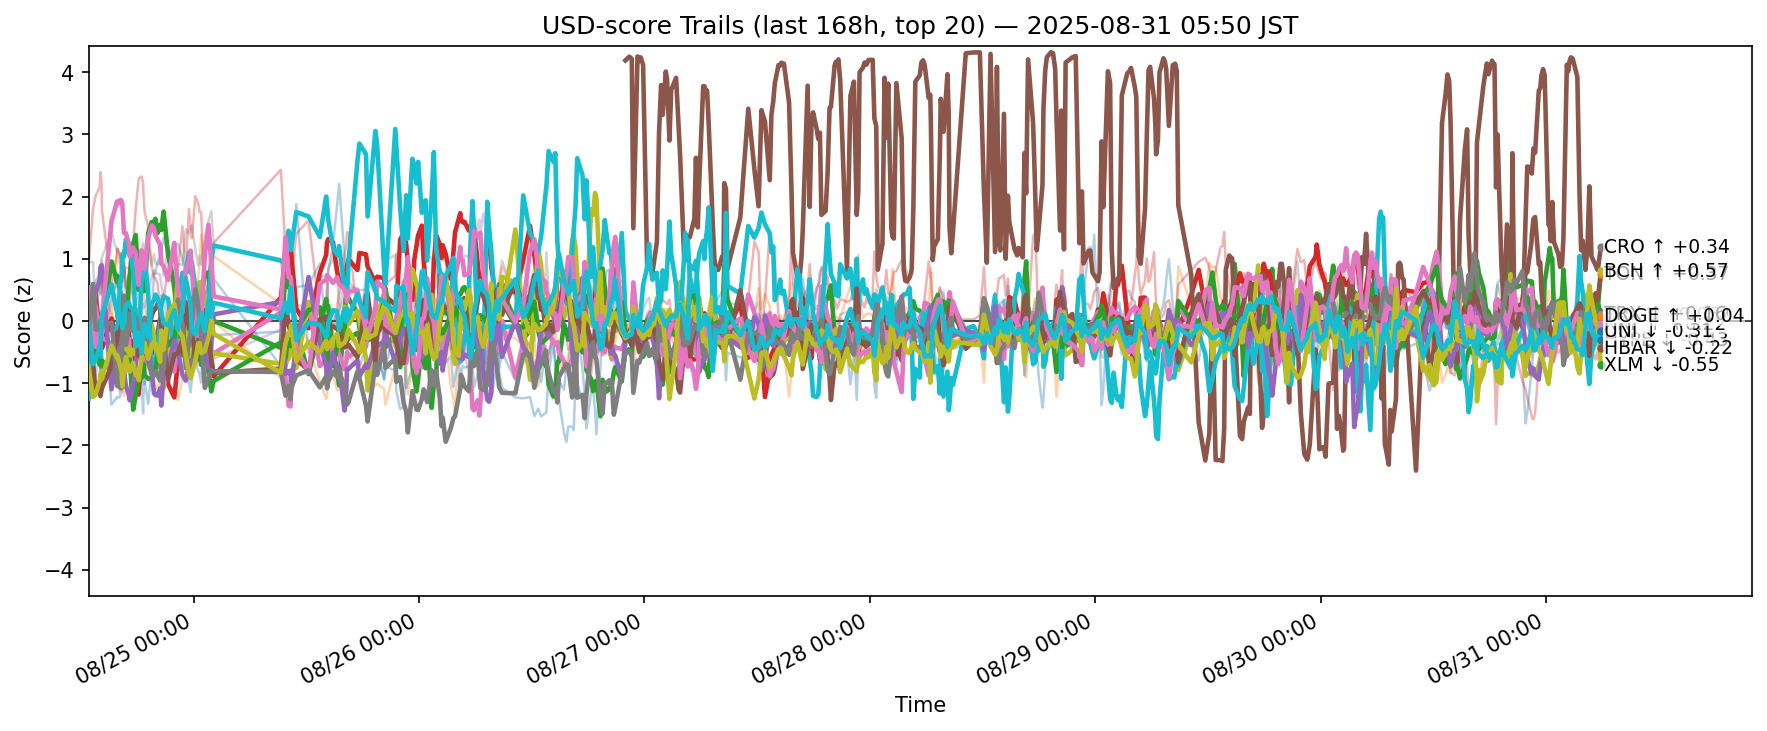 USD-score Trails (last 168h, top 20) — 2025-08-31 05:50 JST
Score (z)
4
3
2
1
0
−1
−2
−3
−4
CRO ↑ +0.34
BCH ↑ +0.57
DOGE ↑ +0.04
UNI ↓ -0.31
HBAR ↓ -0.22
XLM ↓ -0.55
08/25 00:00
08/26 00:00
08/27 00:00
08/28 00:00
08/29 00:00
08/30 00:00
08/31 00:00
Time